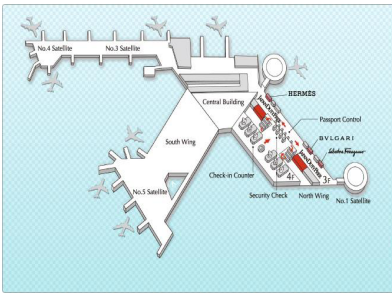 No.4 Satellite
No.3 Satellite
HERMÈS
Central Building
Passport Control
BVLGARI
Salvatore Ferragamo
South Wing
Check-in Counter
No.5 Satellite
4F
3F
Security Check
North Wing
No.1 Satellite